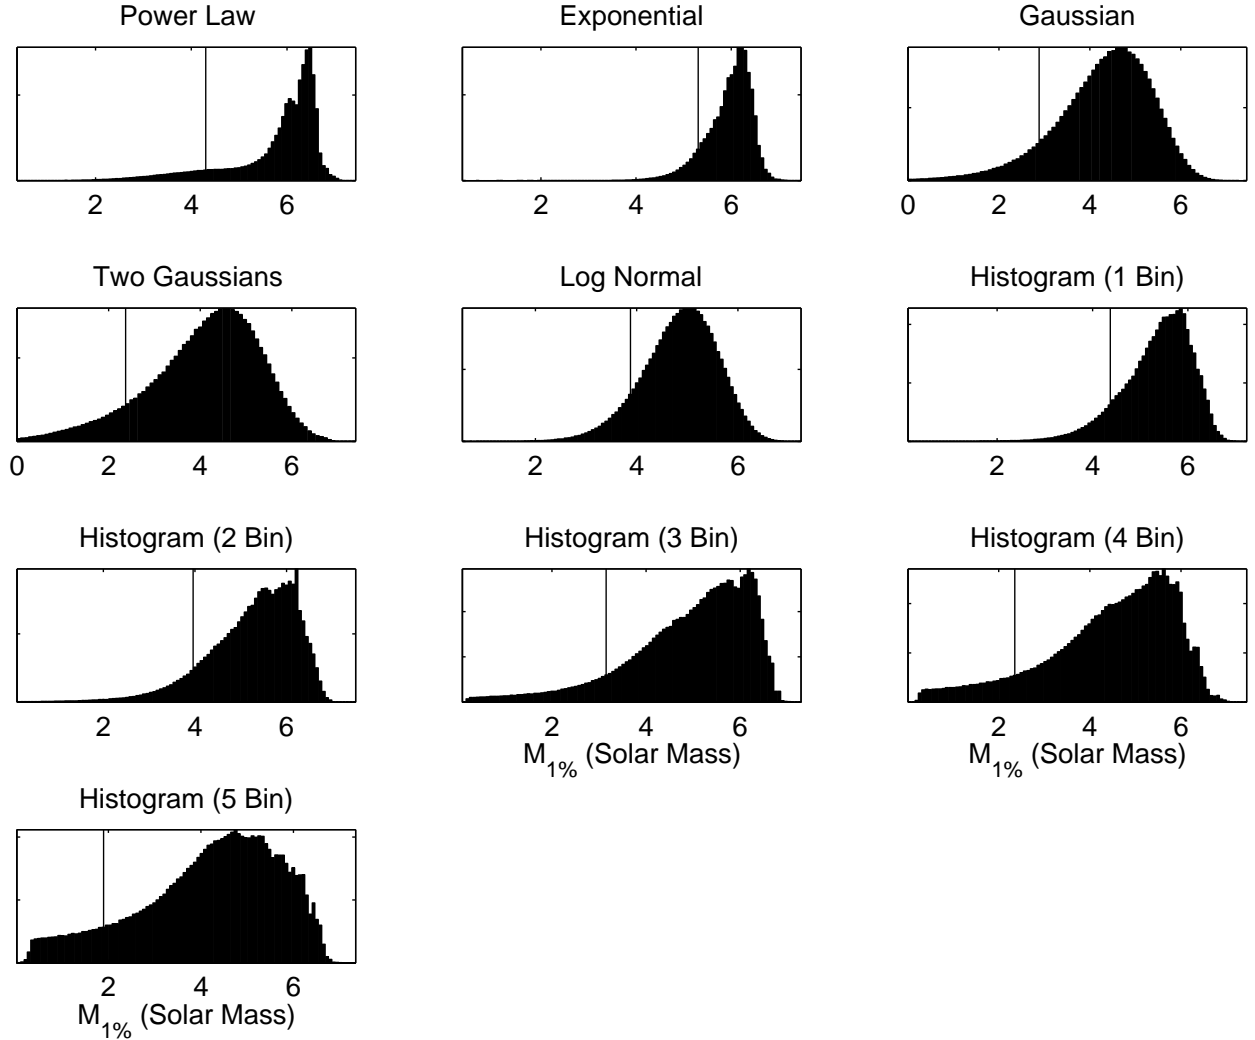 Power Law Exponential Gaussian
2 4 6 2 4 6 0 2 4 6
Two Gaussians Log Normal Histogram (1 Bin)
0 2 4 6 2 4 6 2 4 6
Histogram (2 Bin) Histogram (3 Bin) Histogram (4 Bin)
2 4 6 2 4 6 2 4 6
M1% (Solar Mass) M1% (Solar Mass)
Histogram (5 Bin)
2 4 6
M1% (Solar Mass)